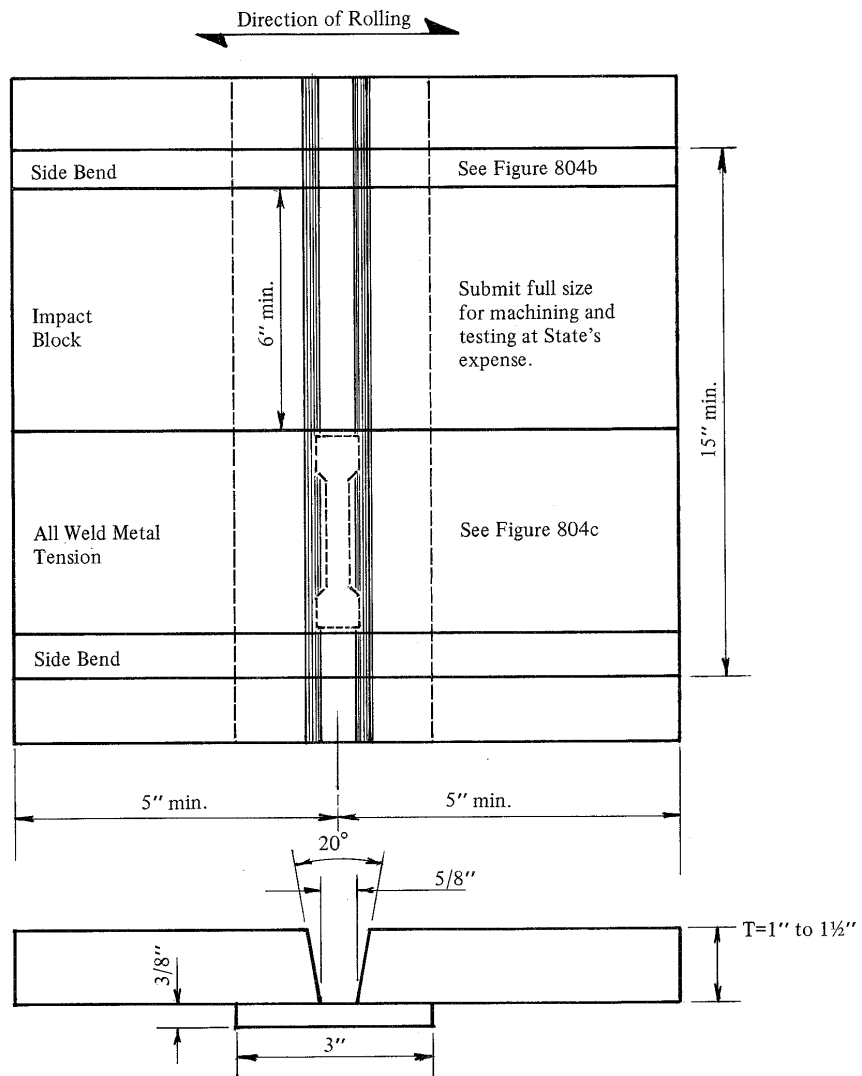 Direction of Rolling
Side Bend
See Figure 804b
6″ min.
Impact
Block
Submit full size
for machining and
testing at State's
expense.
15″ min.
All Weld Metal
Tension
See Figure 804c
Side Bend
5″ min.
5″ min.
20°
5/8″
T=1″ to 1½″
3/8″
3″